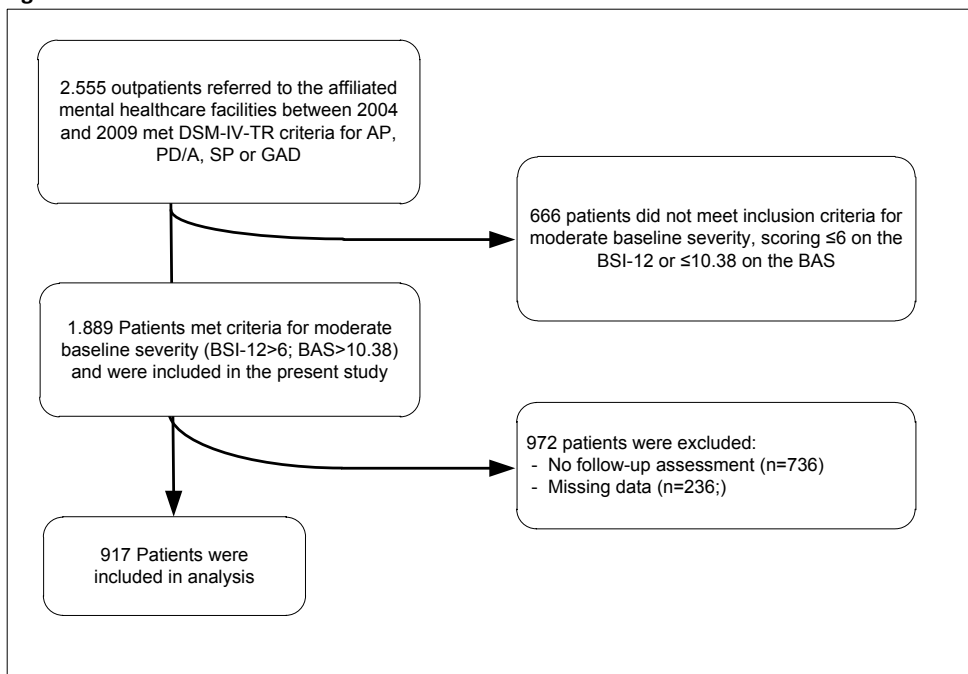 2.555 outpatients referred to the affiliated
mental healthcare facilities between 2004
and 2009 met DSM-IV-TR criteria for AP,
PD/A, SP or GAD
666 patients did not meet inclusion criteria for
moderate baseline severity, scoring ≤6 on the
BSI-12 or ≤10.38 on the BAS
1.889 Patients met criteria for moderate
baseline severity (BSI-12>6; BAS>10.38)
and were included in the present study
972 patients were excluded:
- No follow-up assessment (n=736)
- Missing data (n=236;)
917 Patients were
included in analysis